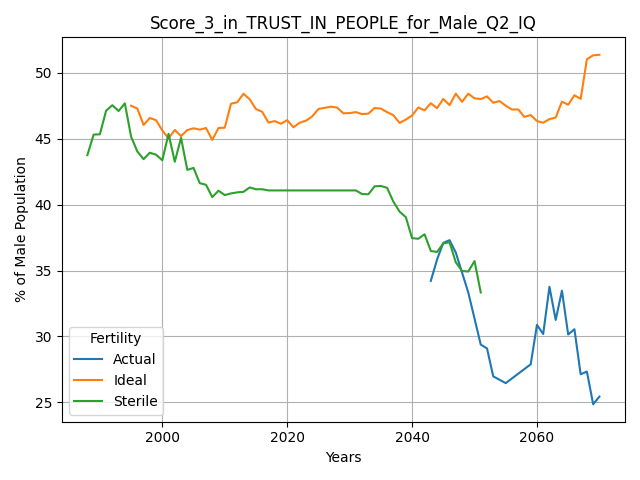 Score_3_in_TRUST_IN_PEOPLE_for_Male_Q2_IQ
% of Male Population
50
45
40
35
30
25
Fertility
Actual
Ideal
Sterile
2000 2020 2040 2060
Years